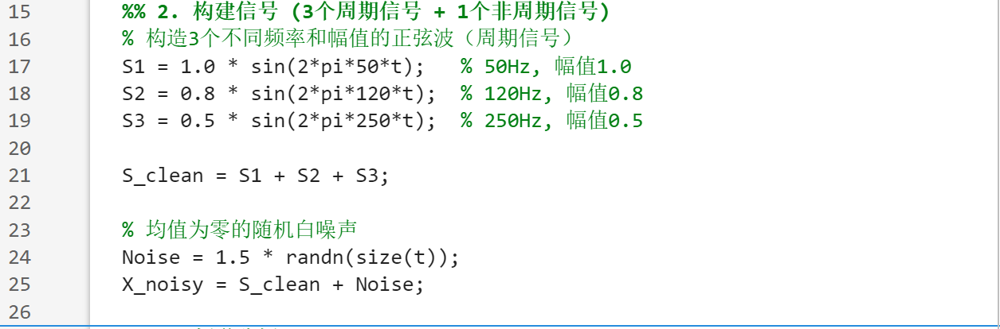 15 %% 2. 构建信号 (3个周期信号 + 1个非周期信号)
16 % 构造3个不同频率和幅值的正弦波（周期信号）
17 S1 = 1.0 * sin(2*pi*50*t); % 50Hz, 幅值1.0
18 S2 = 0.8 * sin(2*pi*120*t); % 120Hz, 幅值0.8
19 S3 = 0.5 * sin(2*pi*250*t); % 250Hz, 幅值0.5
20
21 S_clean = S1 + S2 + S3;
22
23 % 均值为零的随机白噪声
24 Noise = 1.5 * randn(size(t));
25 X_noisy = S_clean + Noise;
26